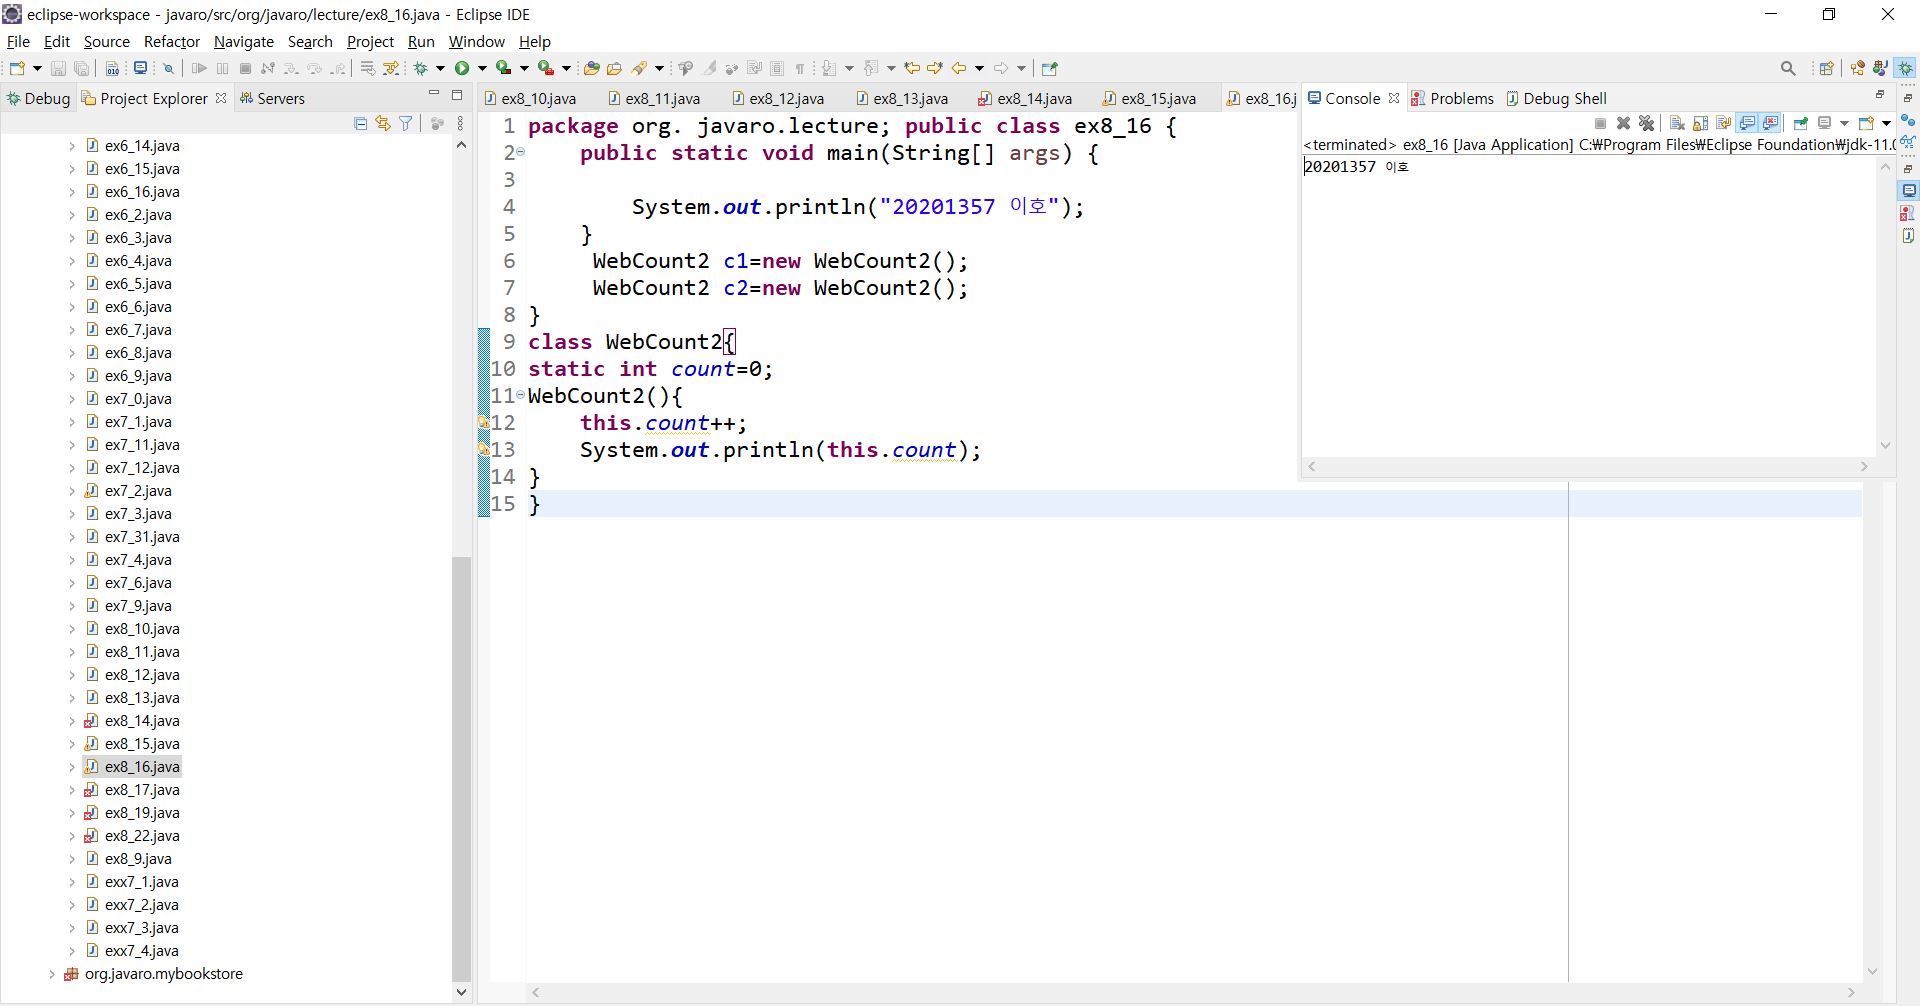 eclipse-workspace - javaro/src/org/javaro/lecture/ex8_16.java - Eclipse IDE
File Edit Source Refactor Navigate Search Project Run Window Help
Debug Project Explorer Servers
ex6_14.java
ex6_15.java
ex6_16.java
ex6_2.java
ex6_3.java
ex6_4.java
ex6_5.java
ex6_6.java
ex6_7.java
ex6_8.java
ex6_9.java
ex7_0.java
ex7_1.java
ex7_11.java
ex7_12.java
ex7_2.java
ex7_3.java
ex7_31.java
ex7_4.java
ex7_6.java
ex7_9.java
ex8_10.java
ex8_11.java
ex8_12.java
ex8_13.java
ex8_14.java
ex8_15.java
ex8_16.java
ex8_17.java
ex8_19.java
ex8_22.java
ex8_9.java
exx7_1.java
exx7_2.java
exx7_3.java
exx7_4.java
org.javaro.mybookstore
ex8_10.java ex8_11.java ex8_12.java ex8_13.java ex8_14.java ex8_15.java ex8_16.j
1 package org. javaro.lecture; public class ex8_16 {
2 public static void main(String[] args) {
3
4 System.out.println("20201357 이호");
5 }
6 WebCount2 c1=new WebCount2();
7 WebCount2 c2=new WebCount2();
8 }
9 class WebCount2{
10 static int count=0;
11 WebCount2(){
12 this.count++;
13 System.out.println(this.count);
14 }
15 }
Console Problems Debug Shell
<terminated> ex8_16 [Java Application] C:₩Program Files₩Eclipse Foundation₩jdk-11.0
20201357 이호